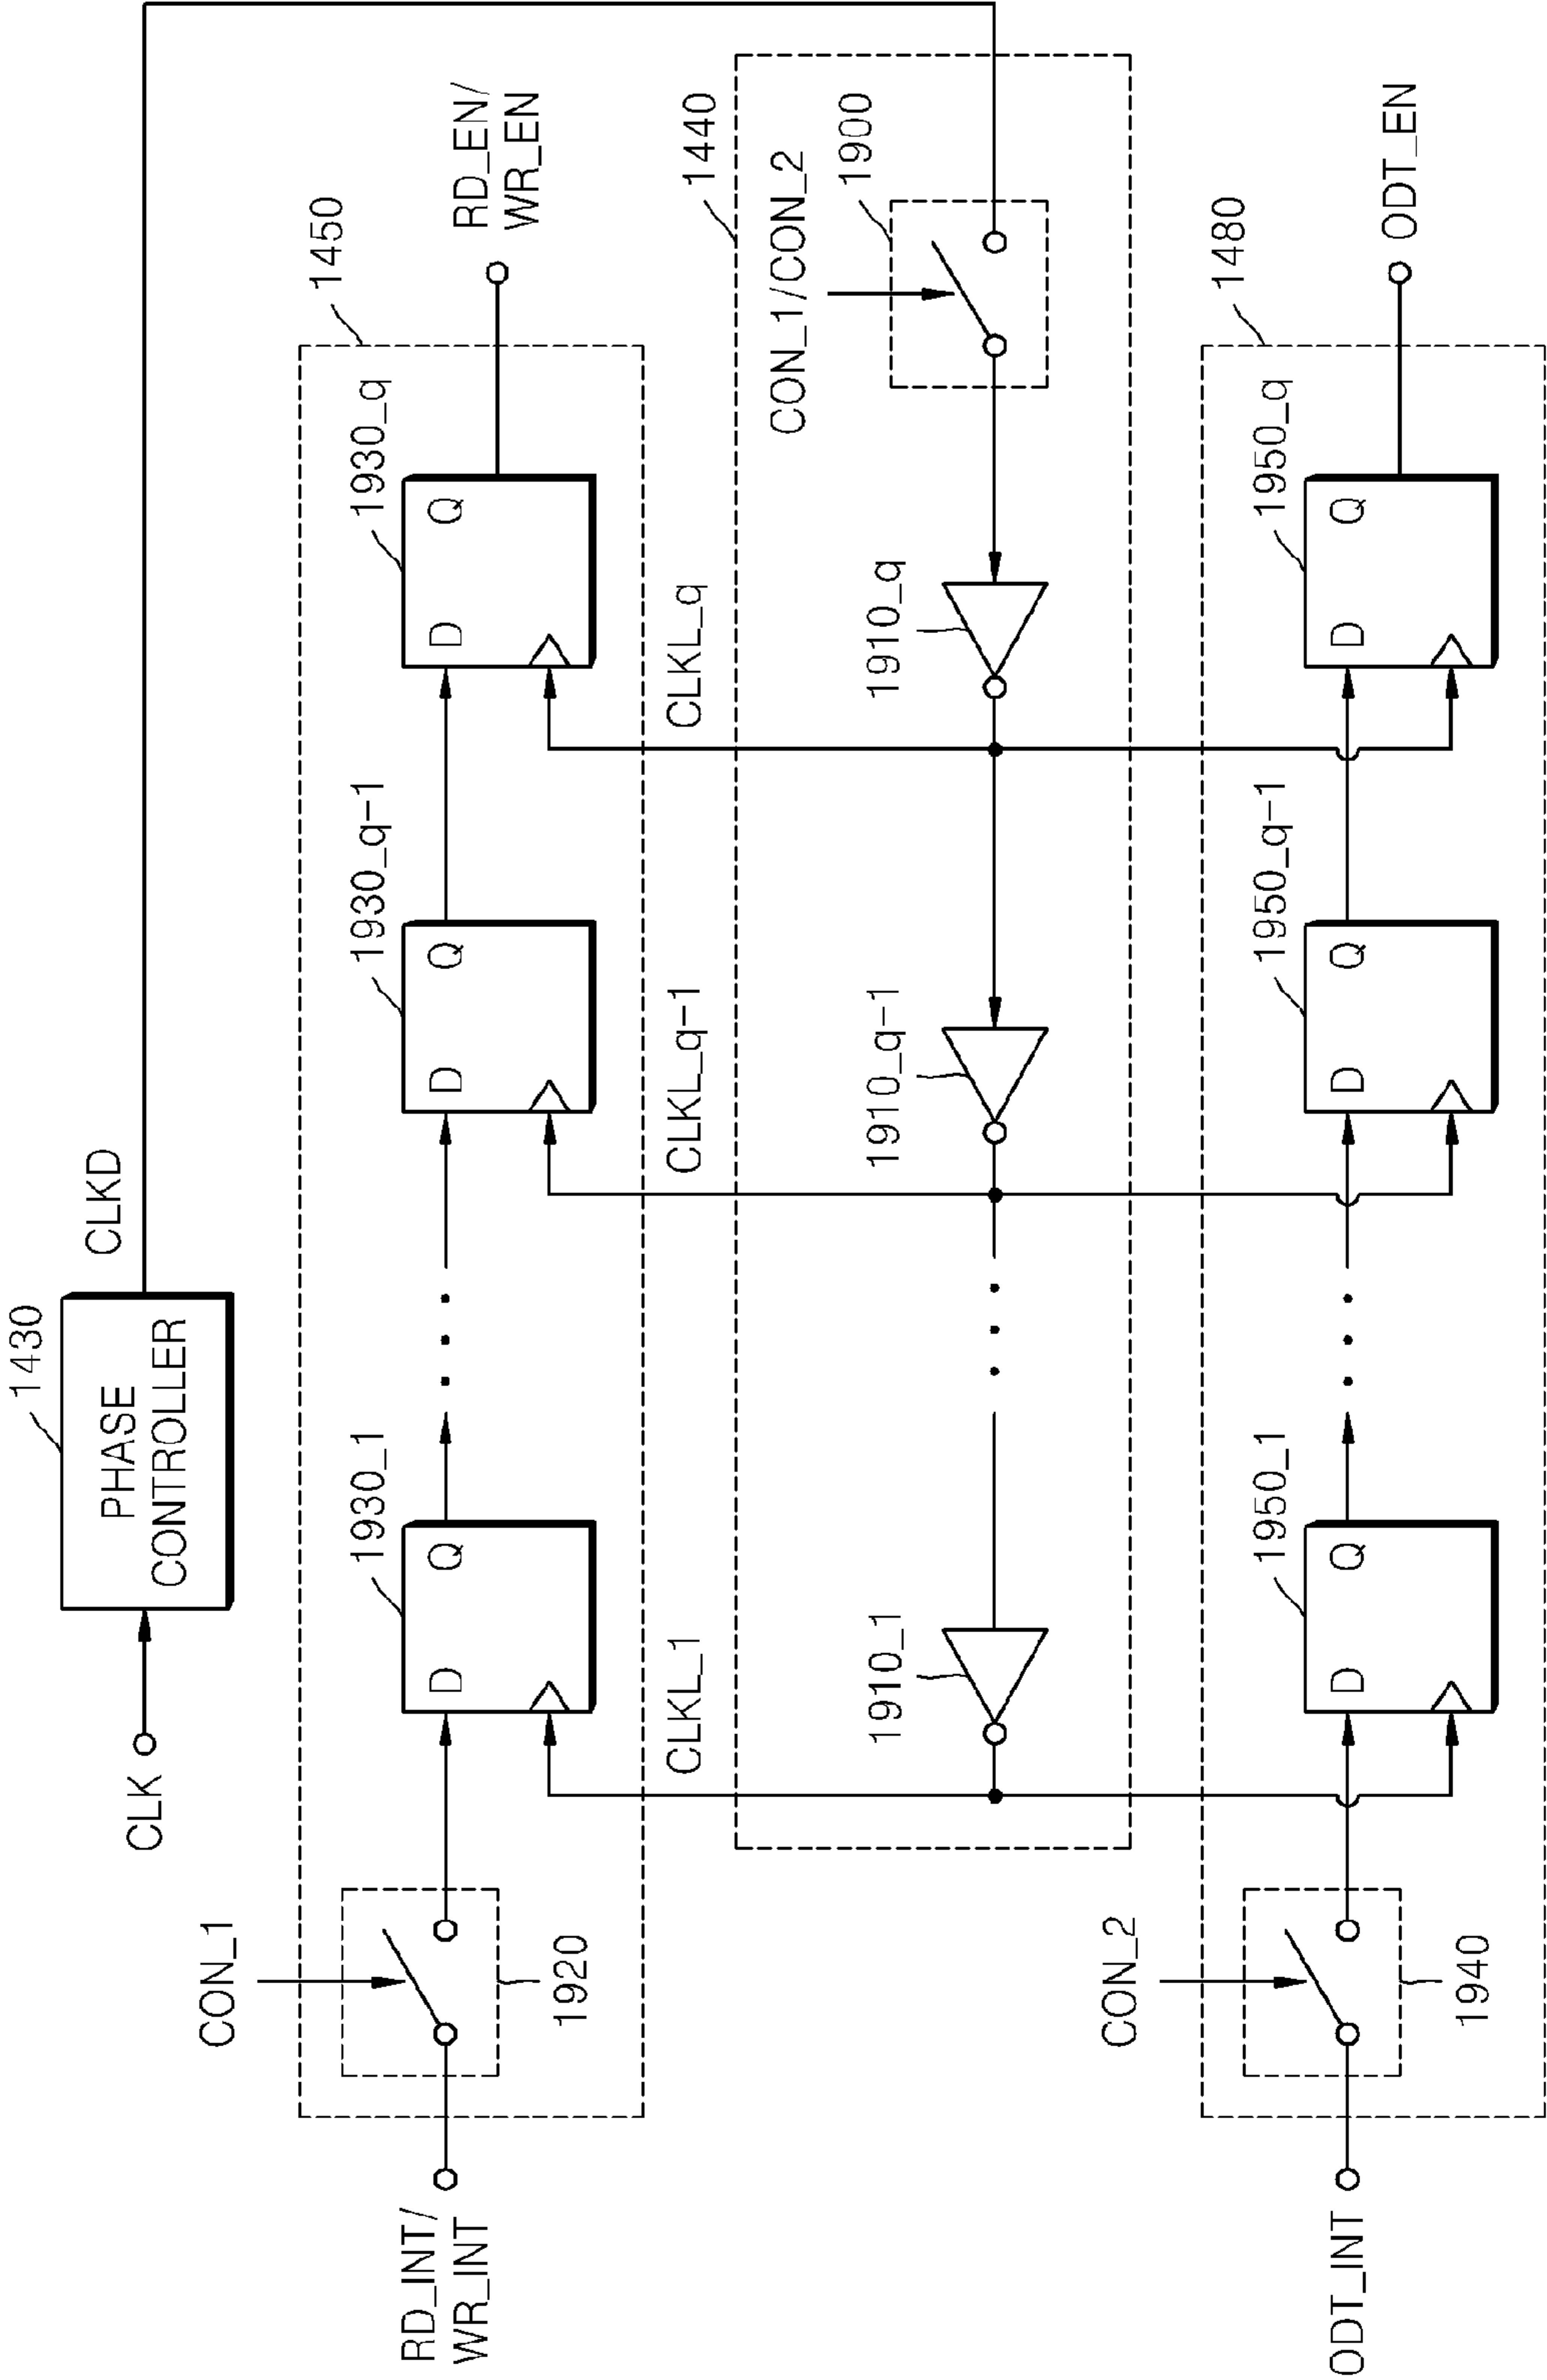 1430
CLK
PHASE
CONTROLLER
CLKD
1450
CON_1
1930_1
1930_q-1
1930_q
RD_EN/
WR_EN
D Q
D Q
D Q
RD_INT/
WR_INT
1920
CLKL_1
CLKL_q-1
CLKL_q
1440
CON_1/CON_2
1900
1910_1
1910_q-1
1910_q
1480
CON_2
1950_1
1950_q-1
1950_q
D Q
D Q
D Q
ODT_INT
ODT_EN
1940